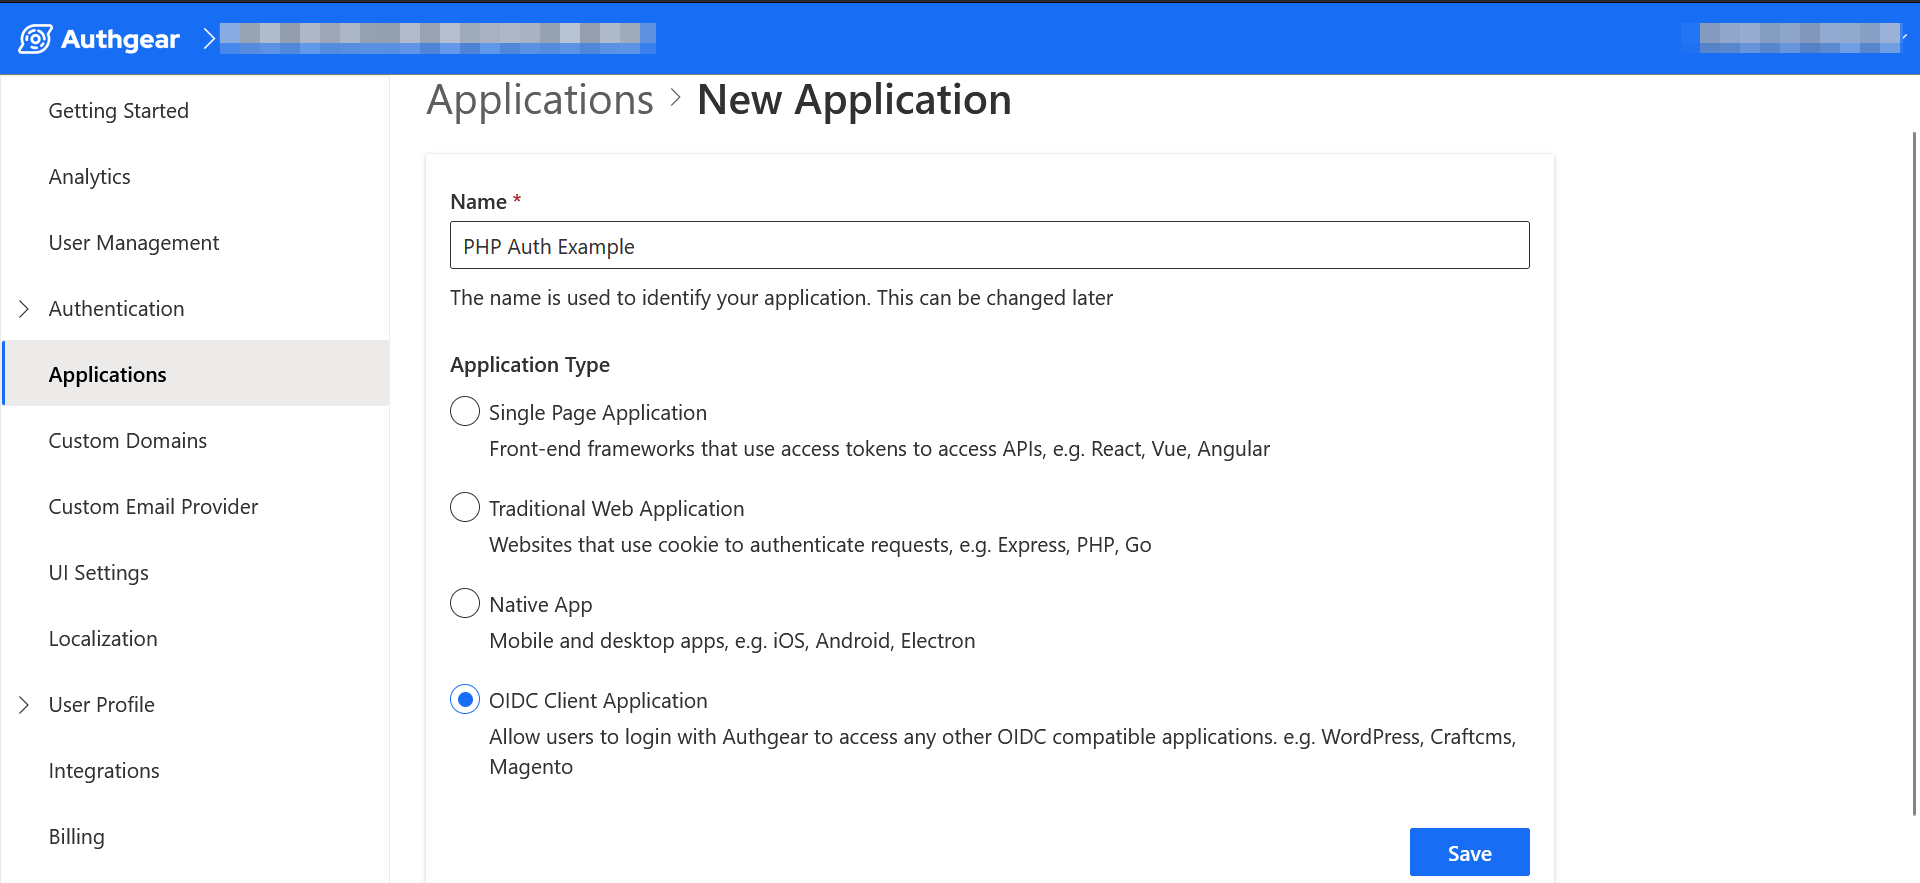 Authgear
Applications > New Application
Getting Started
Analytics
User Management
Authentication
Applications
Custom Domains
Custom Email Provider
UI Settings
Localization
User Profile
Integrations
Billing
Name *
PHP Auth Example
The name is used to identify your application. This can be changed later
Application Type
Single Page Application
Front-end frameworks that use access tokens to access APIs, e.g. React, Vue, Angular
Traditional Web Application
Websites that use cookie to authenticate requests, e.g. Express, PHP, Go
Native App
Mobile and desktop apps, e.g. iOS, Android, Electron
OIDC Client Application
Allow users to login with Authgear to access any other OIDC compatible applications. e.g. WordPress, Craftcms,
Magento
Save